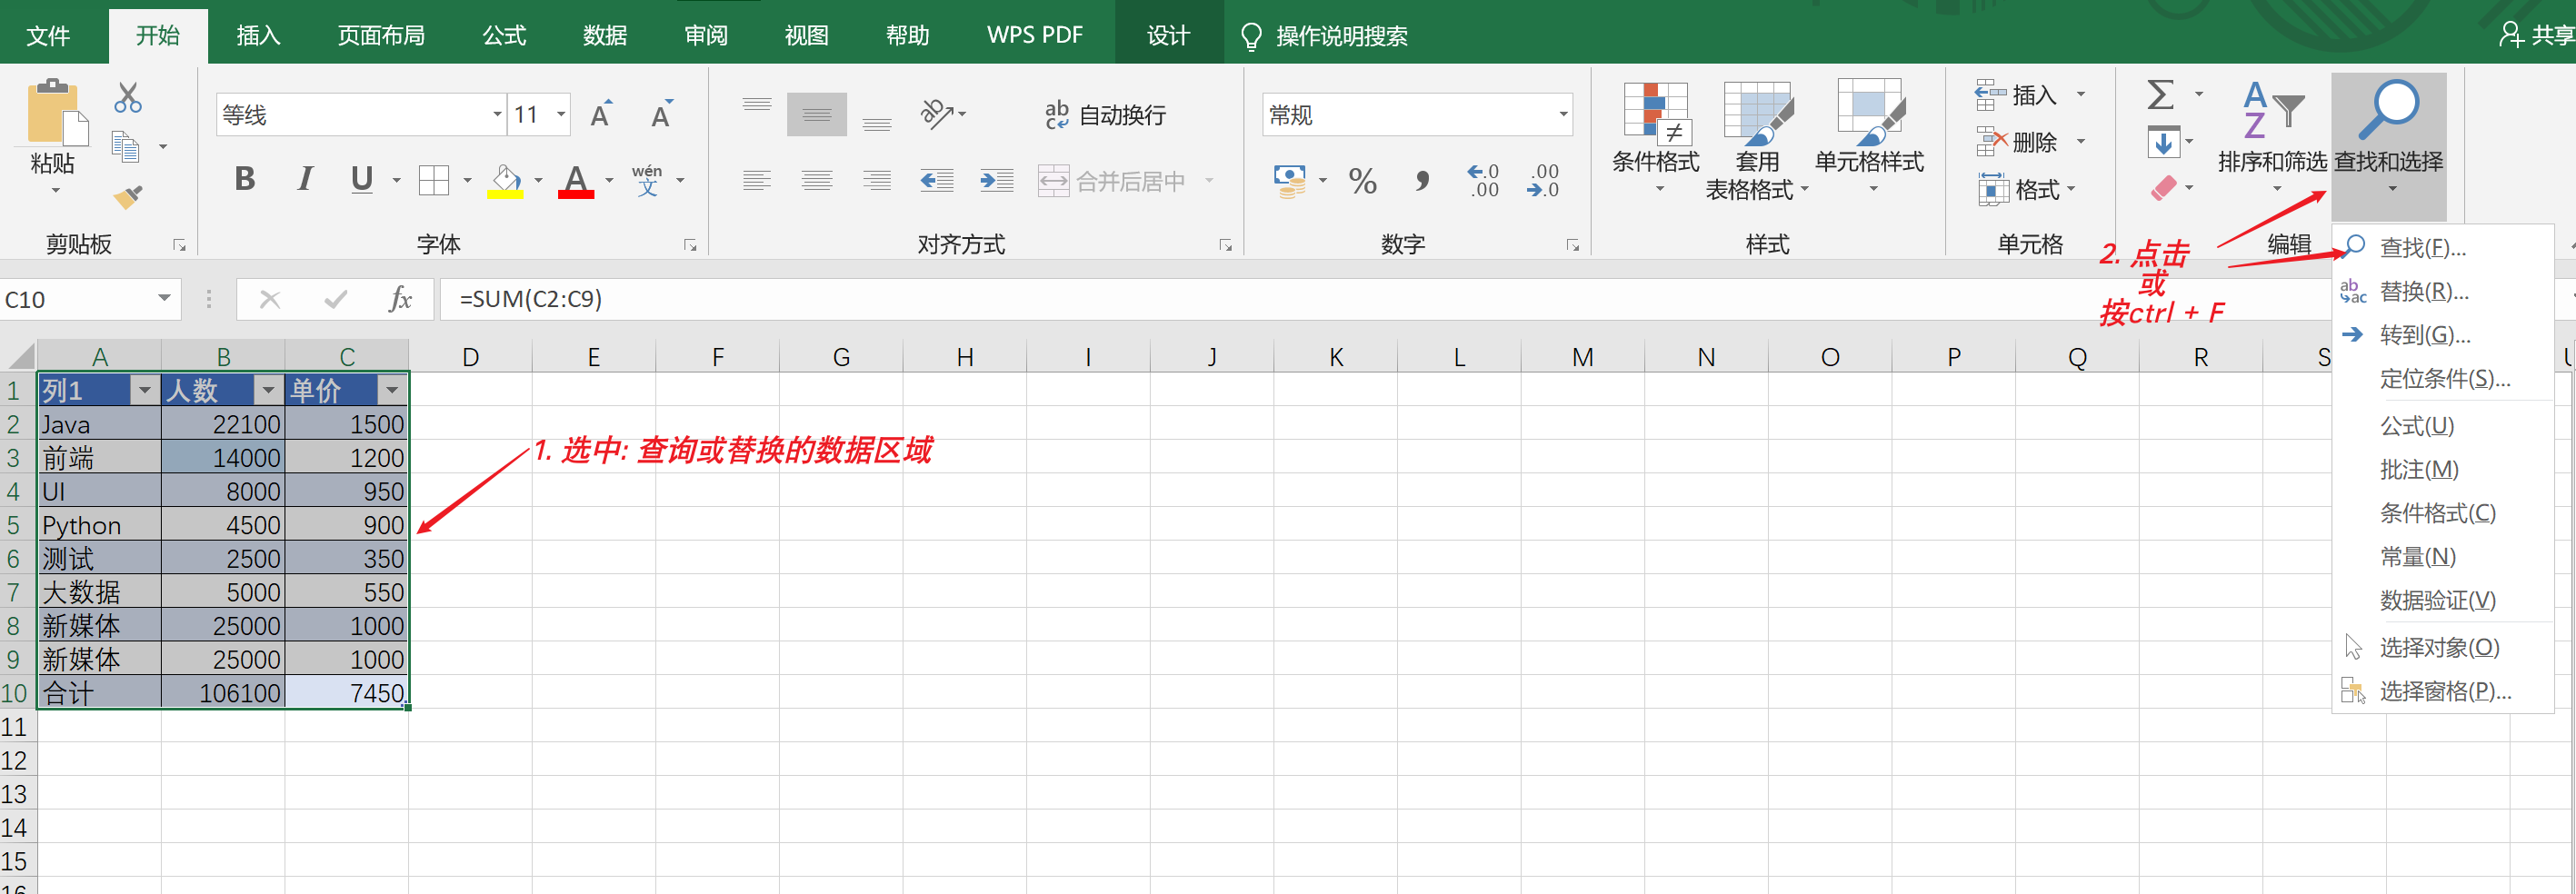 文件 开始 插入 页面布局 公式 数据 审阅 视图 帮助 WPS PDF 设计 操作说明搜索 共享
粘贴
剪贴板
等线 11 A A
B I U A wén 文
字体
ab 自动换行
合并后居中
对齐方式
常规
% , .0 .00 .00 .0
数字
条件格式
套用
表格格式
单元格样式
样式
插入
删除
格式
单元格
Σ
A
Z
排序和筛选
查找和选择
编辑
2. 点击
或
按ctrl + F
查找(F)...
替换(R)...
转到(G)...
定位条件(S)...
公式(U)
批注(M)
条件格式(C)
常量(N)
数据验证(V)
选择对象(O)
选择窗格(P)...
C10 fx =SUM(C2:C9)
A B C D E F G H I J K L M N O P Q R S
1 列1 人数 单价
2 Java 22100 1500
3 前端 14000 1200
4 UI 8000 950
5 Python 4500 900
6 测试 2500 350
7 大数据 5000 550
8 新媒体 25000 1000
9 新媒体 25000 1000
10 合计 106100 7450
1. 选中: 查询或替换的数据区域
11
12
13
14
15
16